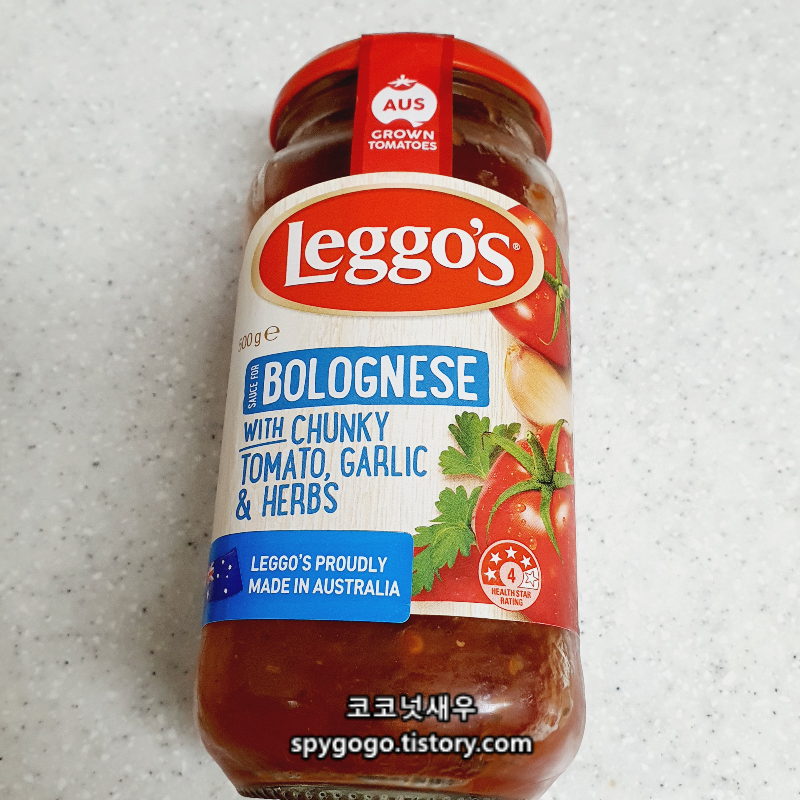 AUS
GROWN
TOMATOES
Leggo's®
500 g ℮
SAUCE FOR
BOLOGNESE
WITH CHUNKY
TOMATO, GARLIC
& HERBS
LEGGO'S PROUDLY
MADE IN AUSTRALIA
4
HEALTH STAR
RATING
코코넛새우
spygogo.tistory.com